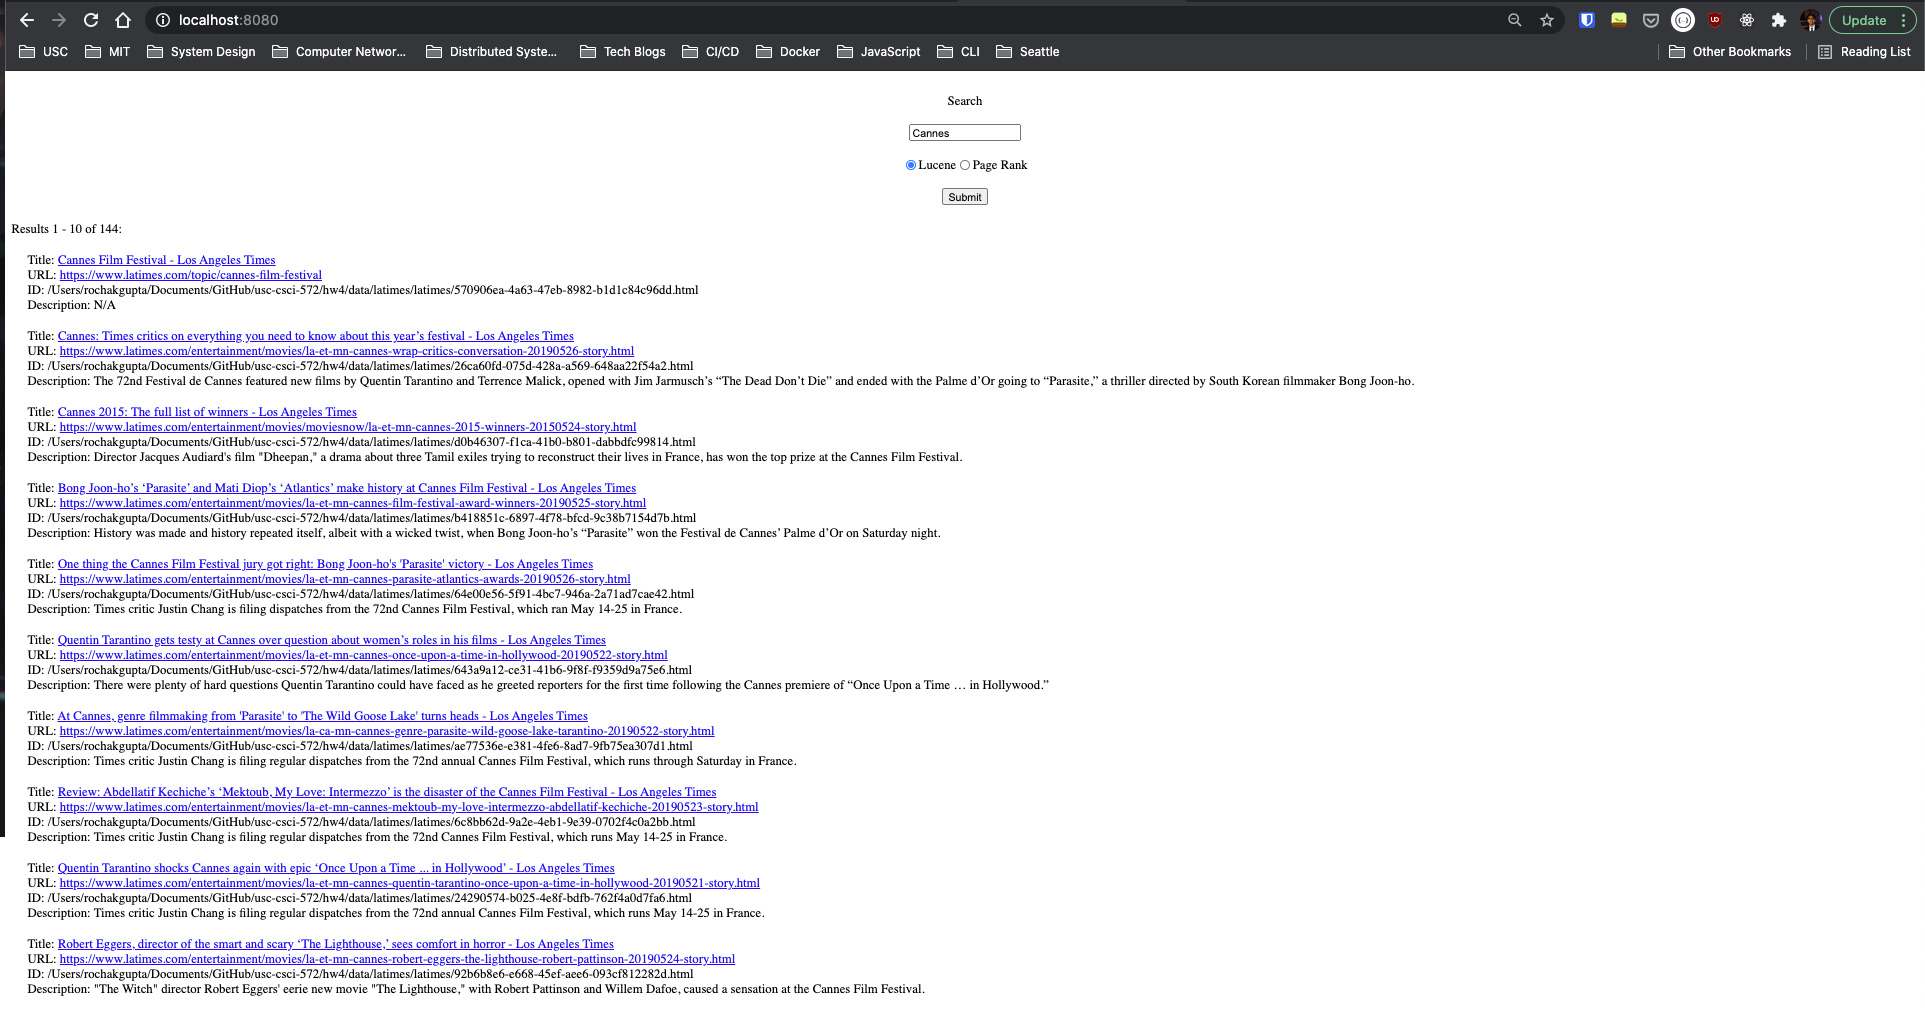 localhost:8080
Update
USC MIT System Design Computer Networ... Distributed Syste... Tech Blogs CI/CD Docker JavaScript CLI Seattle Other Bookmarks Reading List
Search
Cannes
Lucene Page Rank
Submit
Results 1 - 10 of 144:
Title: Cannes Film Festival - Los Angeles Times
URL: https://www.latimes.com/topic/cannes-film-festival
ID: /Users/rochakgupta/Documents/GitHub/usc-csci-572/hw4/data/latimes/latimes/570906ea-4a63-47eb-8982-b1d1c84c96dd.html
Description: N/A
Title: Cannes: Times critics on everything you need to know about this year’s festival - Los Angeles Times
URL: https://www.latimes.com/entertainment/movies/la-et-mn-cannes-wrap-critics-conversation-20190526-story.html
ID: /Users/rochakgupta/Documents/GitHub/usc-csci-572/hw4/data/latimes/latimes/26ca60fd-075d-428a-a569-648aa22f54a2.html
Description: The 72nd Festival de Cannes featured new films by Quentin Tarantino and Terrence Malick, opened with Jim Jarmusch’s “The Dead Don’t Die” and ended with the Palme d’Or going to “Parasite,” a thriller directed by South Korean filmmaker Bong Joon-ho.
Title: Cannes 2015: The full list of winners - Los Angeles Times
URL: https://www.latimes.com/entertainment/movies/moviesnow/la-et-mn-cannes-2015-winners-20150524-story.html
ID: /Users/rochakgupta/Documents/GitHub/usc-csci-572/hw4/data/latimes/latimes/d0b46307-f1ca-41b0-b801-dabbdfc99814.html
Description: Director Jacques Audiard's film "Dheepan," a drama about three Tamil exiles trying to reconstruct their lives in France, has won the top prize at the Cannes Film Festival.
Title: Bong Joon-ho’s ‘Parasite’ and Mati Diop’s ‘Atlantics’ make history at Cannes Film Festival - Los Angeles Times
URL: https://www.latimes.com/entertainment/movies/la-et-mn-cannes-film-festival-award-winners-20190525-story.html
ID: /Users/rochakgupta/Documents/GitHub/usc-csci-572/hw4/data/latimes/latimes/b418851c-6897-4f78-bfcd-9c38b7154d7b.html
Description: History was made and history repeated itself, albeit with a wicked twist, when Bong Joon-ho’s “Parasite” won the Festival de Cannes’ Palme d’Or on Saturday night.
Title: One thing the Cannes Film Festival jury got right: Bong Joon-ho's 'Parasite' victory - Los Angeles Times
URL: https://www.latimes.com/entertainment/movies/la-et-mn-cannes-parasite-atlantics-awards-20190526-story.html
ID: /Users/rochakgupta/Documents/GitHub/usc-csci-572/hw4/data/latimes/latimes/64e00e56-5f91-4bc7-946a-2a71ad7cae42.html
Description: Times critic Justin Chang is filing dispatches from the 72nd Cannes Film Festival, which ran May 14-25 in France.
Title: Quentin Tarantino gets testy at Cannes over question about women’s roles in his films - Los Angeles Times
URL: https://www.latimes.com/entertainment/movies/la-et-mn-cannes-once-upon-a-time-in-hollywood-20190522-story.html
ID: /Users/rochakgupta/Documents/GitHub/usc-csci-572/hw4/data/latimes/latimes/643a9a12-ce31-41b6-9f8f-f9359d9a75e6.html
Description: There were plenty of hard questions Quentin Tarantino could have faced as he greeted reporters for the first time following the Cannes premiere of “Once Upon a Time … in Hollywood.”
Title: At Cannes, genre filmmaking from 'Parasite' to 'The Wild Goose Lake' turns heads - Los Angeles Times
URL: https://www.latimes.com/entertainment/movies/la-ca-mn-cannes-genre-parasite-wild-goose-lake-tarantino-20190522-story.html
ID: /Users/rochakgupta/Documents/GitHub/usc-csci-572/hw4/data/latimes/latimes/ae77536e-e381-4fe6-8ad7-9fb75ea307d1.html
Description: Times critic Justin Chang is filing regular dispatches from the 72nd annual Cannes Film Festival, which runs through Saturday in France.
Title: Review: Abdellatif Kechiche’s ‘Mektoub, My Love: Intermezzo’ is the disaster of the Cannes Film Festival - Los Angeles Times
URL: https://www.latimes.com/entertainment/movies/la-et-mn-cannes-mektoub-my-love-intermezzo-abdellatif-kechiche-20190523-story.html
ID: /Users/rochakgupta/Documents/GitHub/usc-csci-572/hw4/data/latimes/latimes/6c8bb62d-9a2e-4eb1-9e39-0702f4c0a2bb.html
Description: Times critic Justin Chang is filing regular dispatches from the 72nd Cannes Film Festival, which runs May 14-25 in France.
Title: Quentin Tarantino shocks Cannes again with epic ‘Once Upon a Time ... in Hollywood’ - Los Angeles Times
URL: https://www.latimes.com/entertainment/movies/la-et-mn-cannes-quentin-tarantino-once-upon-a-time-in-hollywood-20190521-story.html
ID: /Users/rochakgupta/Documents/GitHub/usc-csci-572/hw4/data/latimes/latimes/24290574-b025-4e8f-bdfb-762f4a0d7fa6.html
Description: Times critic Justin Chang is filing regular dispatches from the 72nd annual Cannes Film Festival, which runs May 14-25 in France.
Title: Robert Eggers, director of the smart and scary ‘The Lighthouse,’ sees comfort in horror - Los Angeles Times
URL: https://www.latimes.com/entertainment/movies/la-et-mn-cannes-robert-eggers-the-lighthouse-robert-pattinson-20190524-story.html
ID: /Users/rochakgupta/Documents/GitHub/usc-csci-572/hw4/data/latimes/latimes/92b6b8e6-e668-45ef-aee6-093cf812282d.html
Description: "The Witch" director Robert Eggers' eerie new movie "The Lighthouse," with Robert Pattinson and Willem Dafoe, caused a sensation at the Cannes Film Festival.